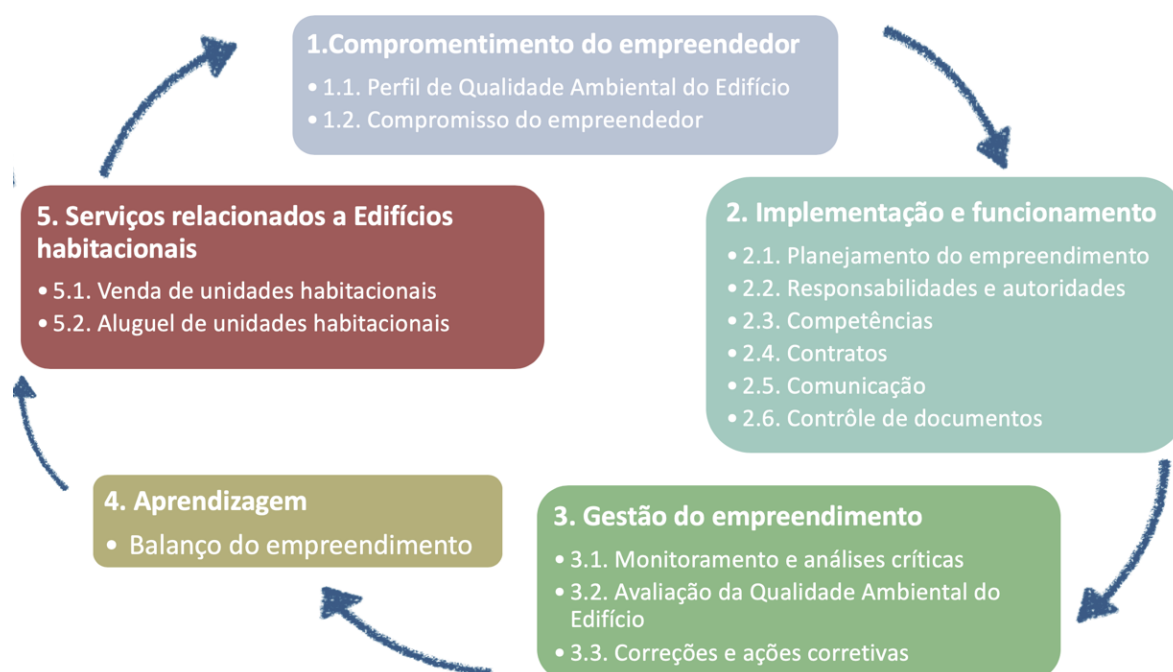 1.Compromentimento do empreendedor
• 1.1. Perfil de Qualidade Ambiental do Edifício
• 1.2. Compromisso do empreendedor
2. Implementação e funcionamento
• 2.1. Planejamento do empreendimento
• 2.2. Responsabilidades e autoridades
• 2.3. Competências
• 2.4. Contratos
• 2.5. Comunicação
• 2.6. Contrôle de documentos
3. Gestão do empreendimento
• 3.1. Monitoramento e análises críticas
• 3.2. Avaliação da Qualidade Ambiental do
Edifício
• 3.3. Correções e ações corretivas
4. Aprendizagem
• Balanço do empreendimento
5. Serviços relacionados a Edifícios
habitacionais
• 5.1. Venda de unidades habitacionais
• 5.2. Aluguel de unidades habitacionais